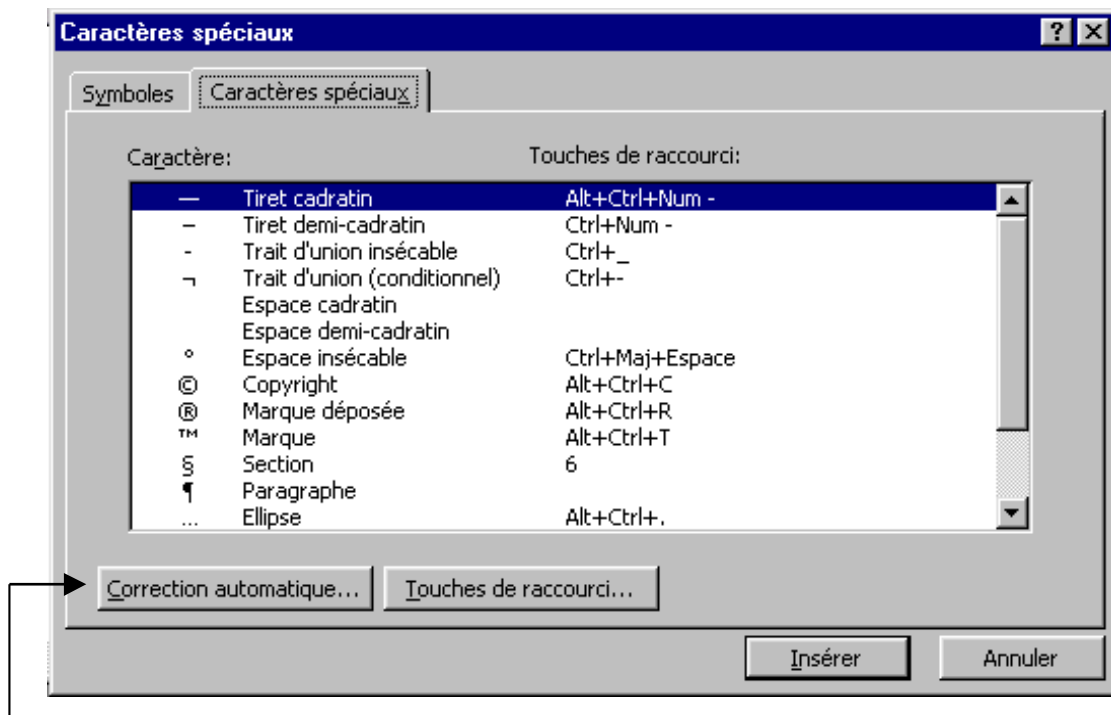 Caractères spéciaux
Symboles Caractères spéciaux
Caractère: Touches de raccourci:
— Tiret cadratin Alt+Ctrl+Num -
– Tiret demi-cadratin Ctrl+Num -
- Trait d'union insécable Ctrl+_
¬ Trait d'union (conditionnel) Ctrl+-
Espace cadratin
Espace demi-cadratin
° Espace insécable Ctrl+Maj+Espace
© Copyright Alt+Ctrl+C
® Marque déposée Alt+Ctrl+R
™ Marque Alt+Ctrl+T
§ Section 6
¶ Paragraphe
… Ellipse Alt+Ctrl+.
Correction automatique... Touches de raccourci...
Insérer Annuler